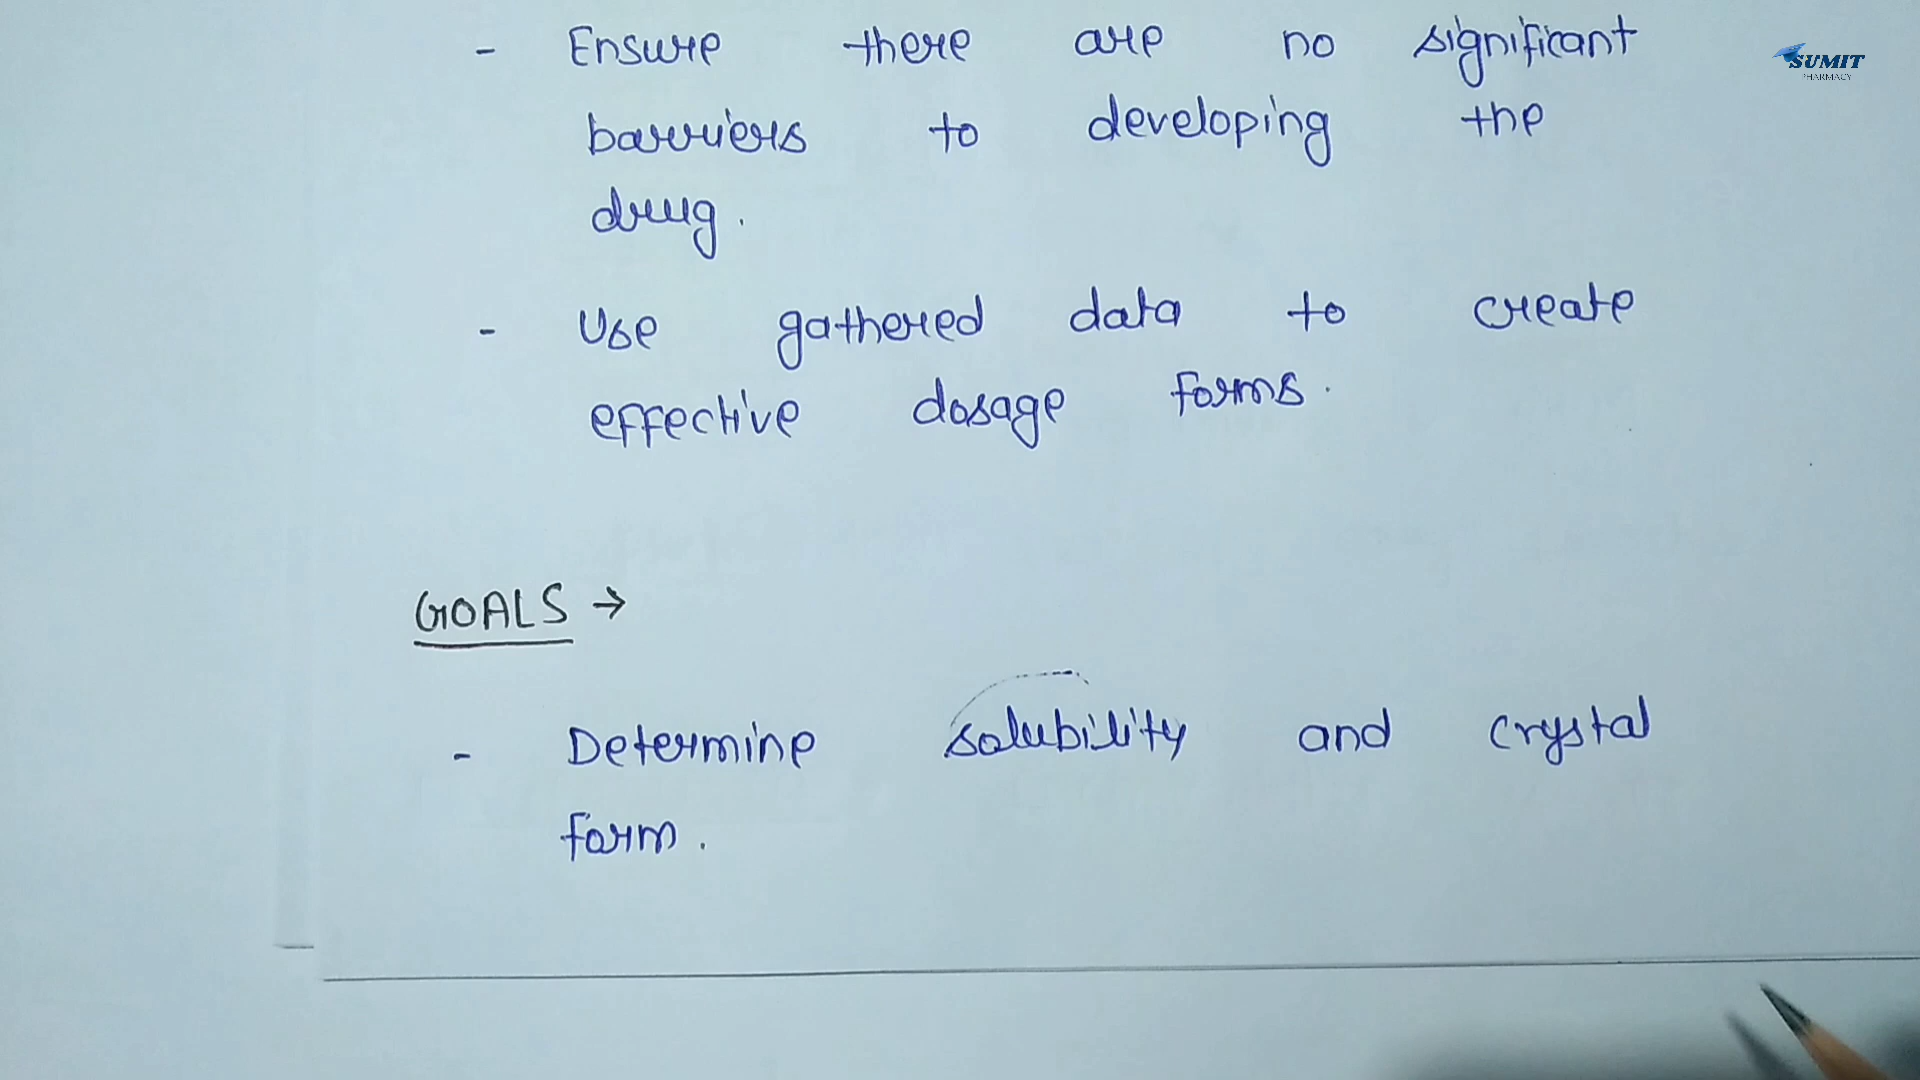 - Ensure there are no significant
barriers to developing the
drug.
- Use gathered data to create
effective dosage forms.
GOALS →
- Determine solubility and crystal
form.
SUMIT
PHARMACY